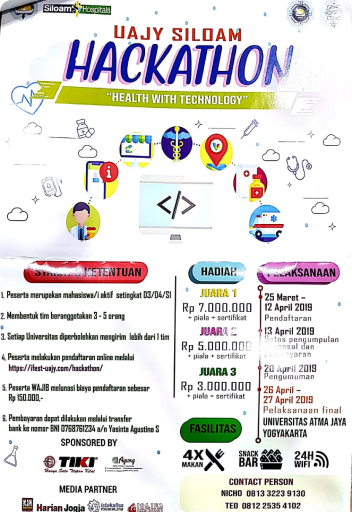 Siloam Hospitals
UAJY SILOAM
HACKATHON
"HEALTH WITH TECHNOLOGY"
</>
KETENTUAN
1. Peserta merupakan mahasiswa/i aktif setingkat D3/D4/S1
2. Membentuk tim beranggotakan 3 - 5 orang
3. Setiap Universitas diperbolehkan mengirim lebih dari 1 tim
4. Peserta melakukan pendaftaran online melalui
https://ifest-uajy.com/hackathon/
5. Peserta WAJIB melunasi biaya pendaftaran sebesar
Rp 150.000,-
6. Pembayaran dapat dilakukan melalui transfer
bank ke nomor BNI 0768761234 a/n Yasinta Agustine S
HADIAH
JUARA 1
Rp 7.000.000
+ piala + sertifikat
JUARA 2
Rp 5.000.000
+ piala + sertifikat
JUARA 3
Rp 3.000.000
+ piala + sertifikat
PELAKSANAAN
25 Maret -
12 April 2019
Pendaftaran
13 April 2019
Batas pengumpulan
20 April 2019
Pengumuman
26 April -
27 April 2019
Pelaksanaan final
UNIVERSITAS ATMA JAYA
YOGYAKARTA
FASILITAS
4X
MAKAN
SNACK
BAR
24H
WIFI
SPONSORED BY
TIKI
Agung
MEDIA PARTNER
Harian Jogja
CONTACT PERSON
NICHO 0813 3223 9130
TEO 0812 2535 4102